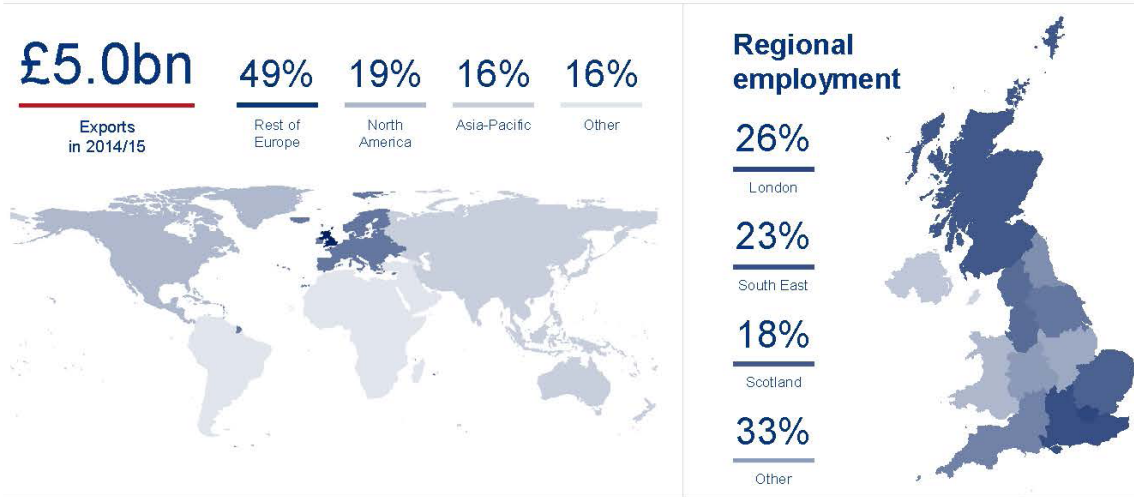 £5.0bn
Exports
in 2014/15
49%
Rest of
Europe
19%
North
America
16%
Asia-Pacific
16%
Other
Regional
employment
26%
London
23%
South East
18%
Scotland
33%
Other